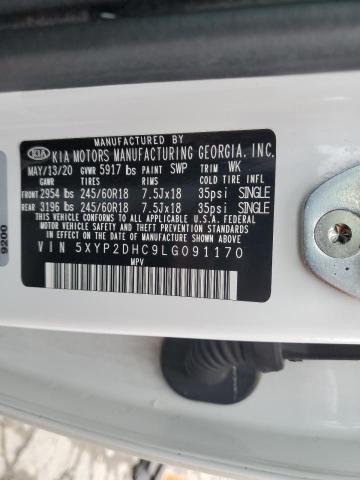 MANUFACTURED BY
KIA KIA MOTORS MANUFACTURING GEORGIA, INC.
MAY/13/20 GVWR 5917 lbs PAINT SWP TRIM WK
GAWR TIRES RIMS COLD TIRE INFLATION PRESSURE
FRONT 2954 lbs 245/60R18 7.5Jx18 35psi SINGLE
REAR 3196 lbs 245/60R18 7.5Jx18 35psi SINGLE
THIS VEHICLE CONFORMS TO ALL APPLICABLE U.S.A. FEDERAL
MOTOR VEHICLE SAFETY AND THEFT PREVENTION STANDARDS IN
EFFECT ON THE DATE OF MANUFACTURE SHOWN ABOVE.
VIN 5XYP2DHC9LG091170
MPV
9200